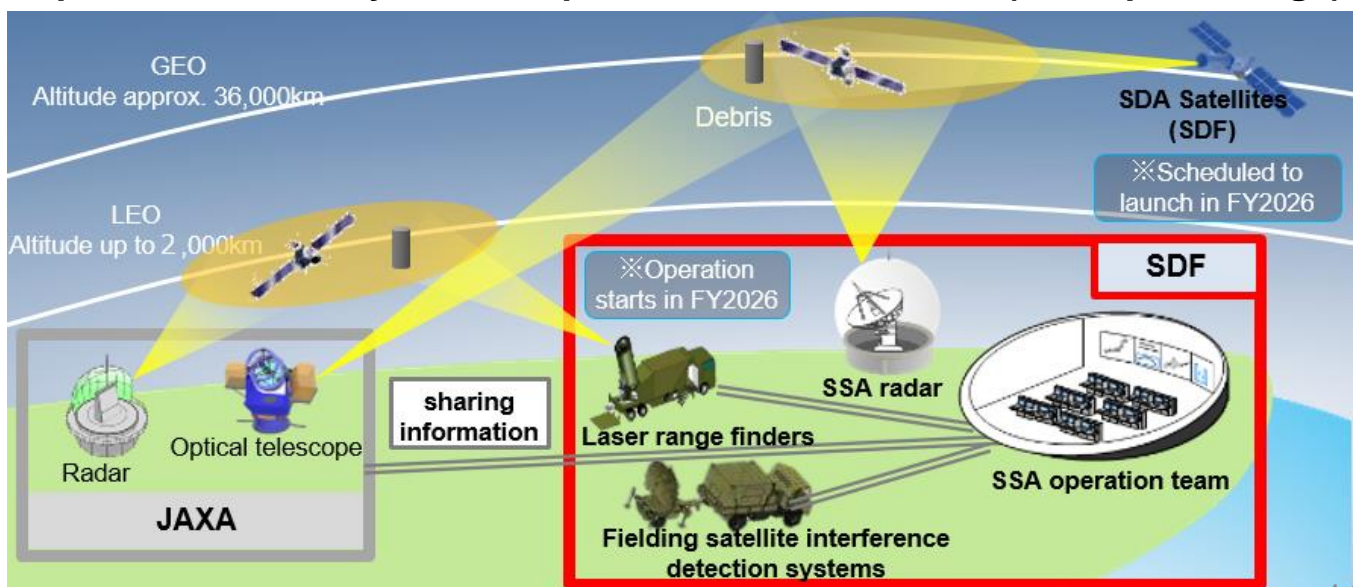 GEO
Altitude approx. 36,000km
Debris
SDA Satellites
(SDF)
※Scheduled to
launch in FY2026
LEO
Altitude up to 2 ,000km
※Operation
starts in FY2026
SDF
SSA radar
sharing
information
Laser range finders
Radar
Optical telescope
SSA operation team
JAXA
Fielding satellite interference
detection systems